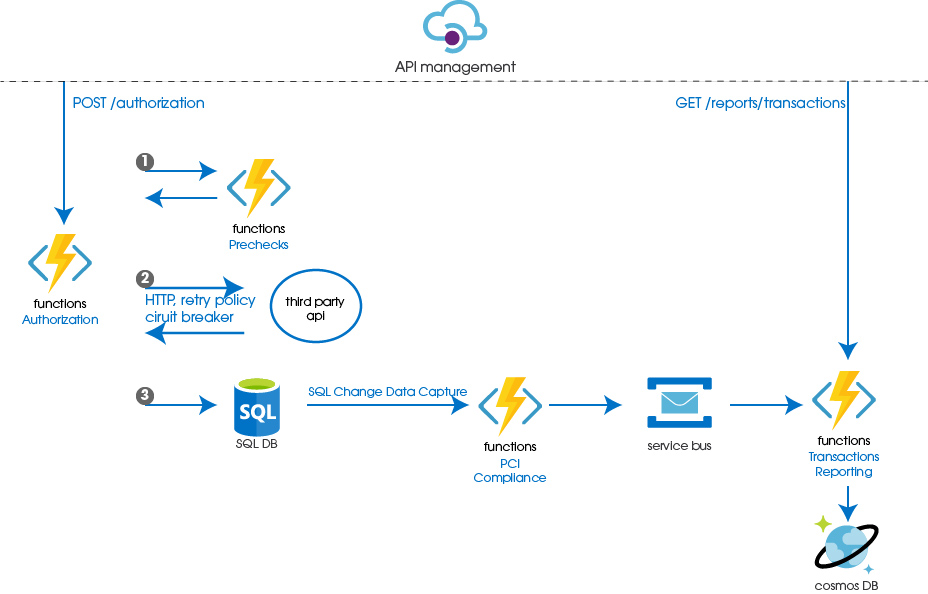 API management
POST /authorization
GET /reports/transactions
1
functions
Prechecks
functions
Authorization
2
HTTP, retry policy
ciruit breaker
third party
api
3
SQL
SQL DB
SQL Change Data Capture
functions
PCI
Compliance
service bus
functions
Transactions
Reporting
cosmos DB